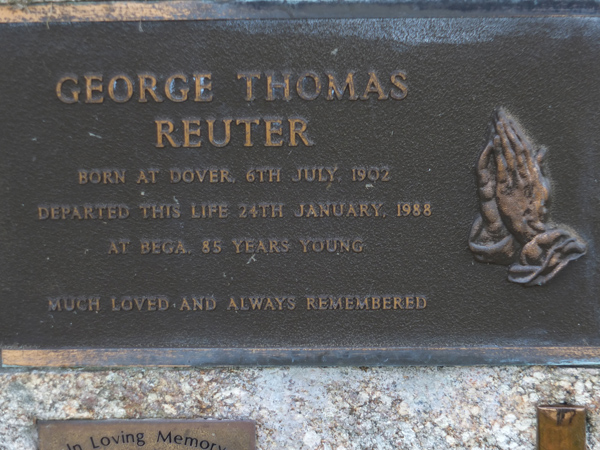 GEORGE THOMAS
REUTER
BORN AT DOVER, 6TH JULY, 1902
DEPARTED THIS LIFE 24TH JANUARY, 1988
AT BEGA, 85 YEARS YOUNG
MUCH LOVED AND ALWAYS REMEMBERED
In Loving Memory